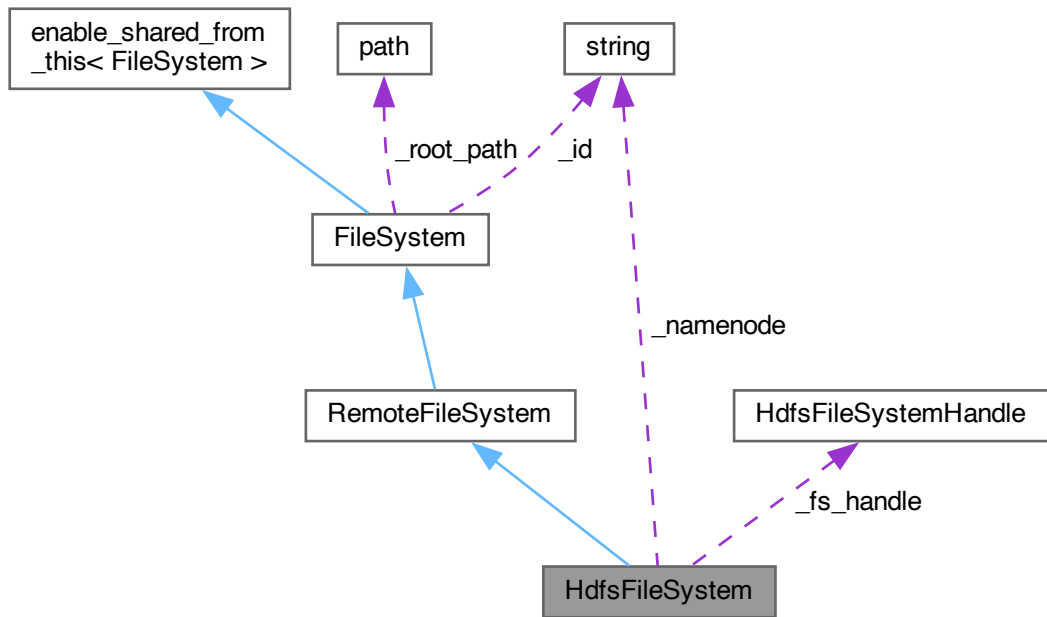 enable_shared_from
_this< FileSystem >
path
string
_root_path
_id
FileSystem
_namenode
RemoteFileSystem
HdfsFileSystemHandle
_fs_handle
HdfsFileSystem